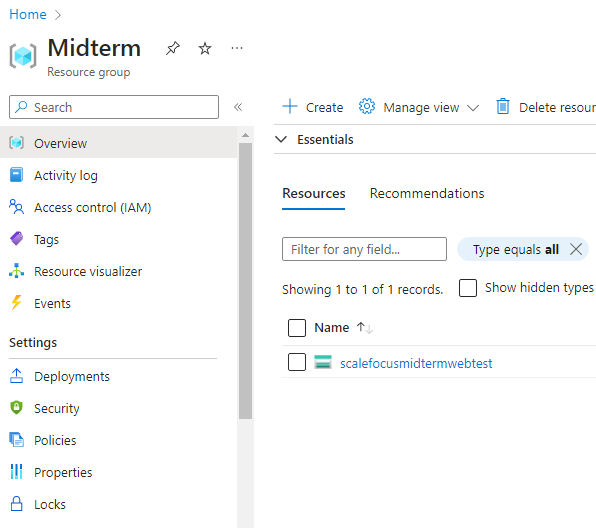 Home
Midterm
Resource group
Search
Overview
Activity log
Access control (IAM)
Tags
Resource visualizer
Events
Settings
Deployments
Security
Policies
Properties
Locks
Create Manage view Delete resour
Essentials
Resources Recommendations
Filter for any field... Type equals all
Showing 1 to 1 of 1 records. Show hidden types
Name
scalefocusmidtermwebtest